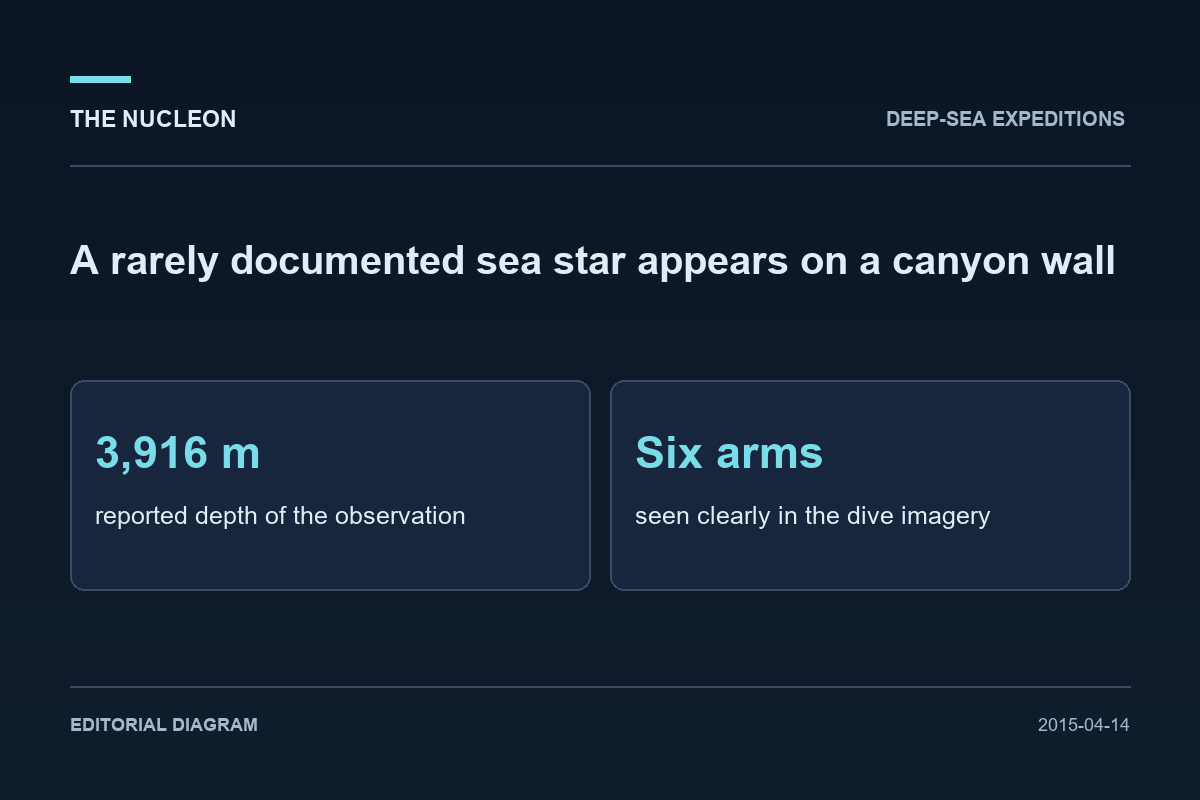 THE NUCLEON
DEEP-SEA EXPEDITIONS
A rarely documented sea star appears on a canyon wall
3,916 m
reported depth of the observation
Six arms
seen clearly in the dive imagery
EDITORIAL DIAGRAM
2015-04-14